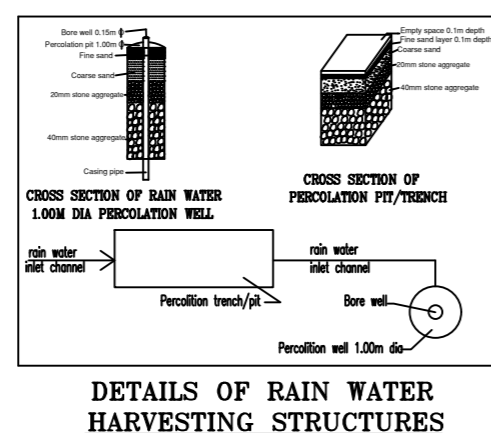 Bore well 0.15m ϕ
Percolation pit 1.00m ϕ
Fine sand
Coarse sand
20mm stone aggregate
40mm stone aggregate
Casing pipe
CROSS SECTION OF RAIN WATER
1.00M DIA PERCOLATION WELL
Empty space 0.1m depth
Fine sand layer 0.1m depth
Coarse sand
20mm stone aggregate
40mm stone aggregate
CROSS SECTION OF
PERCOLATION PIT/TRENCH
rain water
inlet channel
Percolition trench/pit
rain water
inlet channel
Bore well
Percolition well 1.00m dia
DETAILS OF RAIN WATER
HARVESTING STRUCTURES